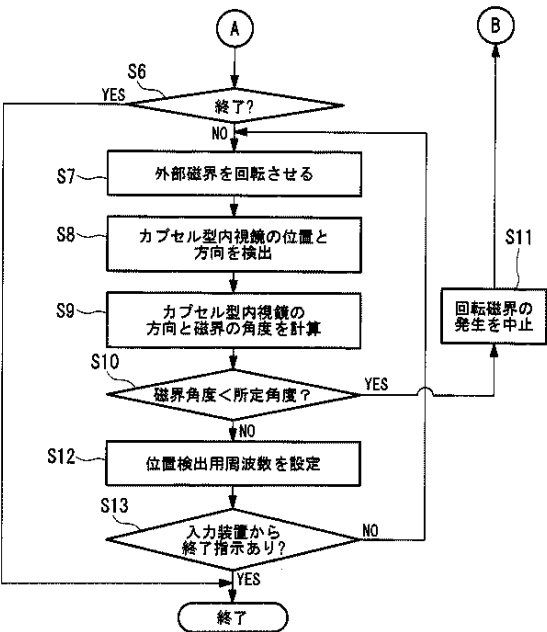 A
B
S6
YES
終了?
NO
S7
外部磁界を回転させる
S8
カプセル型内視鏡の位置と
方向を検出
S11
S9
カプセル型内視鏡の
方向と磁界の角度を計算
回転磁界の
発生を中止
S10
磁界角度<所定角度?
YES
NO
S12
位置検出用周波数を設定
S13
入力装置から
終了指示あり?
NO
YES
終了